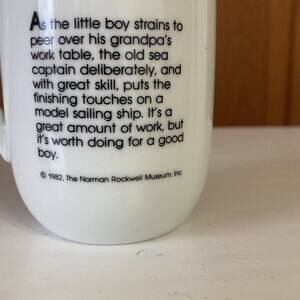 As the little boy strains to
peer over his grandpa's
work table, the old sea
captain deliberately, and
with great skill, puts the
finishing touches on a
model sailing ship. It's a
great amount of work, but
it's worth doing for a good
boy.
© 1982, The Norman Rockwell Museum, Inc.